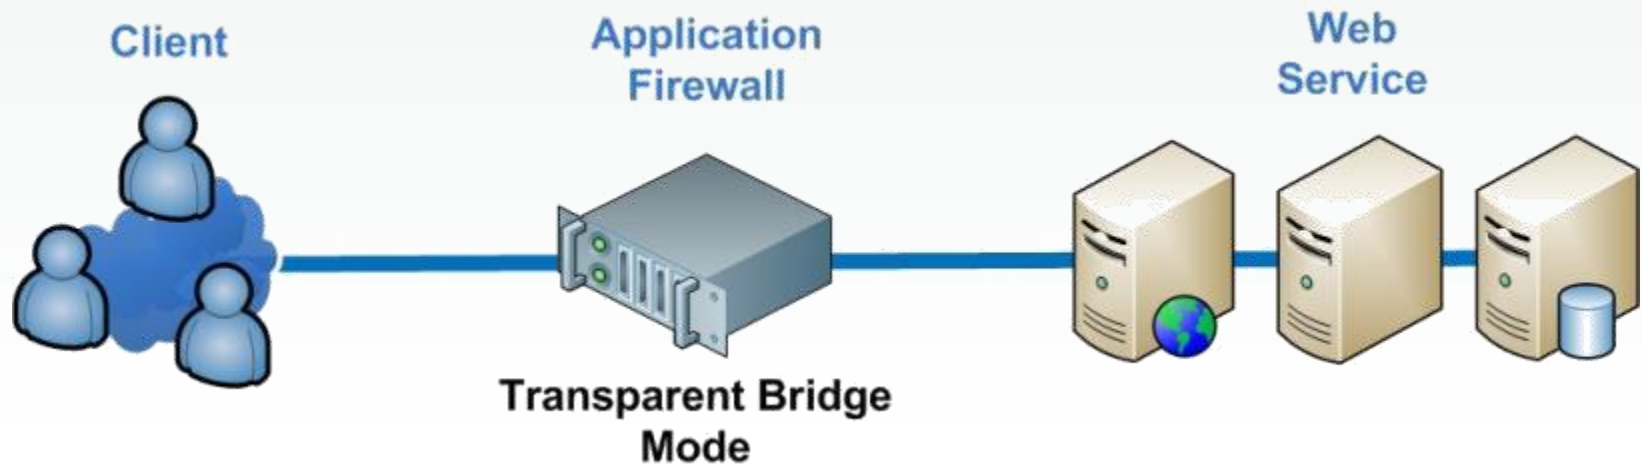 Client
Application
Firewall
Web
Service
Transparent Bridge
Mode